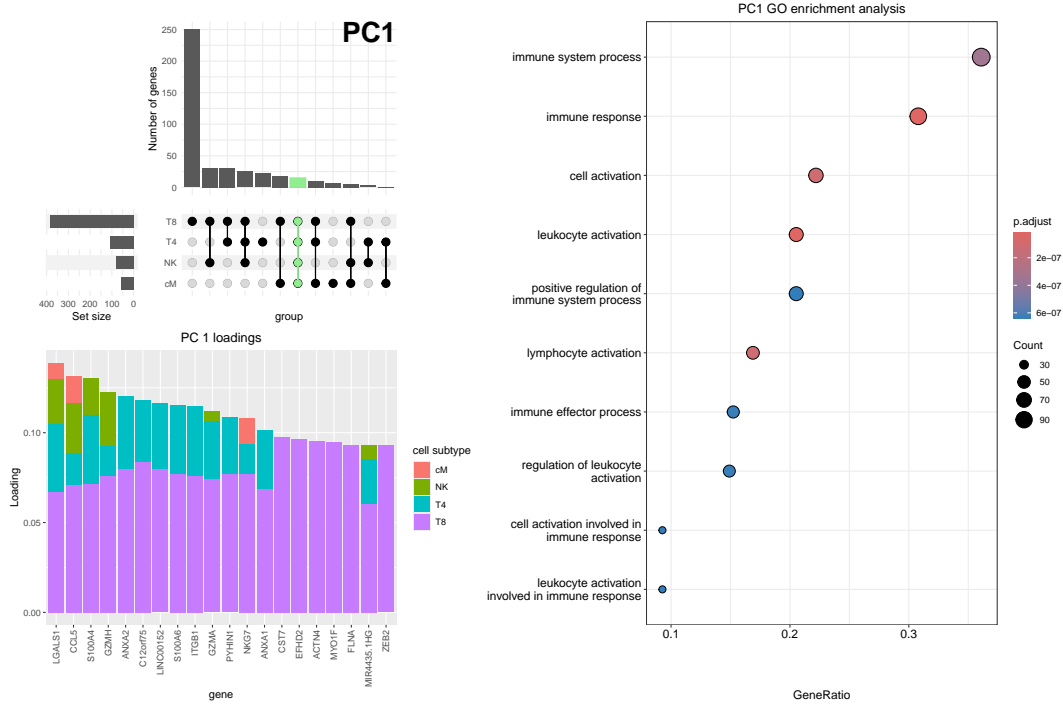 PC1
Number of genes
250
200
150
100
50
0
T8
T4
NK
cM
400
300
200
100
0
Set size
group
PC 1 loadings
Loading
0.10
0.05
0.00
LGALS1
CCL5
S100A4
GZMH
ANXA2
C12orf75
LINC00152
S100A6
ITGB1
GZMA
PYHIN1
NKG7
ANXA1
CST7
EFHD2
ACTN4
MYO1F
FLNA
MIR4435.1HG
ZEB2
gene
cell subtype
cM
NK
T4
T8
PC1 GO enrichment analysis
immune system process
immune response
cell activation
leukocyte activation
positive regulation of
immune system process
lymphocyte activation
immune effector process
regulation of leukocyte
activation
cell activation involved in
immune response
leukocyte activation
involved in immune response
0.1
0.2
0.3
GeneRatio
p.adjust
2e−07
4e−07
6e−07
Count
30
50
70
90